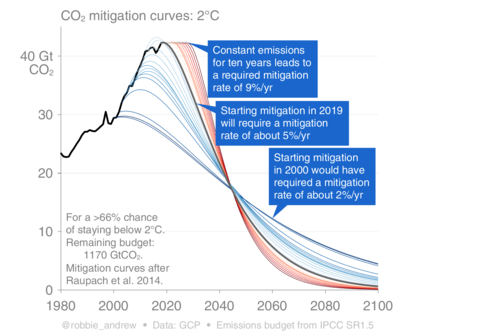 CO₂ mitigation curves: 2°C
40 Gt
CO₂
30
20
10
0
Constant emissions
for ten years leads to
a required mitigation
rate of 9%/yr
Starting mitigation in 2019
will require a mitigation
rate of about 5%/yr
Starting mitigation
in 2000 would have
required a mitigation
rate of about 2%/yr
For a >66% chance
of staying below 2°C.
Remaining budget:
1170 GtCO₂.
Mitigation curves after
Raupach et al. 2014.
1980 2000 2020 2040 2060 2080 2100
@robbie_andrew • Data: GCP • Emissions budget from IPCC SR1.5